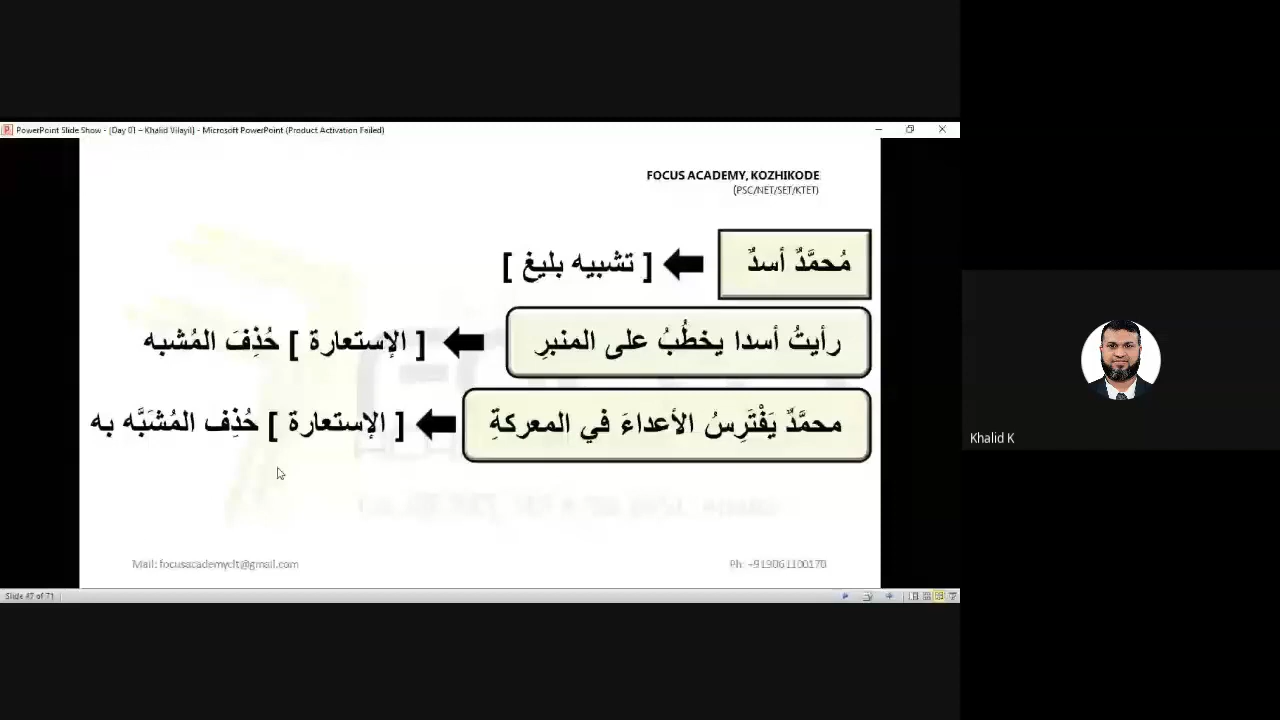 PowerPoint Slide Show - (Day 01 – Khalid Vilayil) - Microsoft PowerPoint (Product Activation Failed)
FOCUS ACADEMY, KOZHIKODE
(PSC/NET/SET/KTET)
مُحمَّدٌ أسدٌ [ تشبيه بليغ ]
رأيتُ أسدا يخطُبُ على المنبرِ [ الإستعارة ] حُذِفَ المُشبه
محمَّدٌ يَفْتَرِسُ الأعداءَ في المعركةِ [ الإستعارة ] حُذِف المُشَبَّه به
Khalid K
Mail: focusacademyclt@gmail.com
Slide 47 of 71